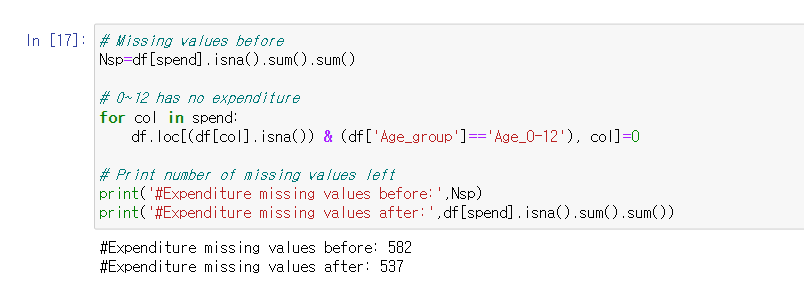 In [17]: # Missing values before
Nsp=df[spend].isna().sum().sum()
# 0~12 has no expenditure
for col in spend:
    df.loc[(df[col].isna()) & (df['Age_group']=='Age_0-12'), col]=0
# Print number of missing values left
print('#Expenditure missing values before:',Nsp)
print('#Expenditure missing values after:',df[spend].isna().sum().sum())
#Expenditure missing values before: 582
#Expenditure missing values after: 537